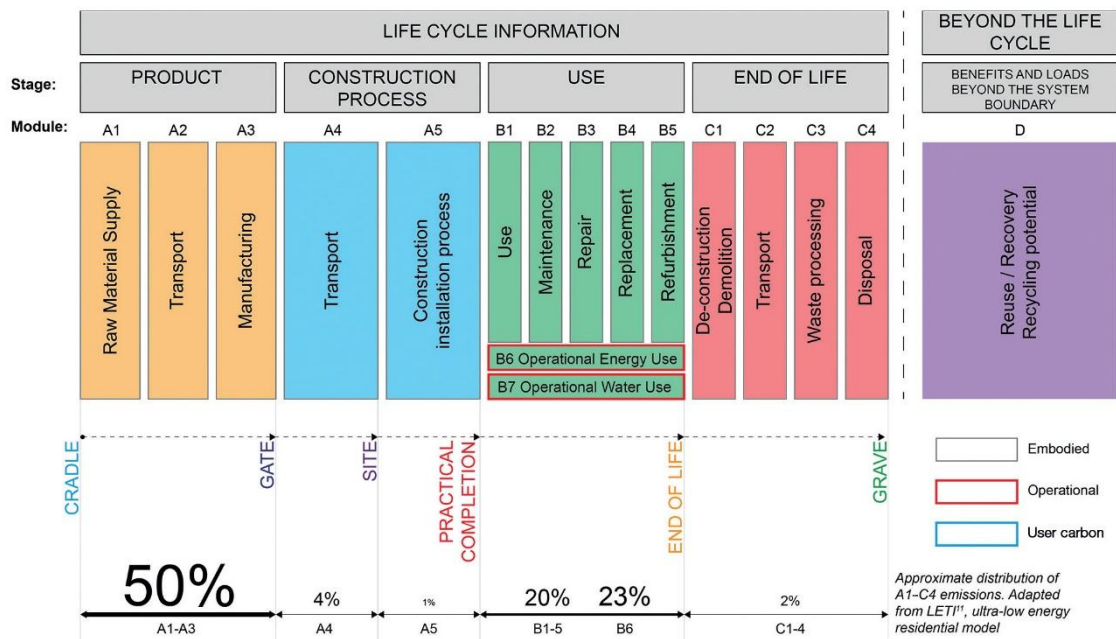 LIFE CYCLE INFORMATION
BEYOND THE LIFE
CYCLE
Stage:
PRODUCT
CONSTRUCTION
PROCESS
USE
END OF LIFE
BENEFITS AND LOADS
BEYOND THE SYSTEM
BOUNDARY
Module:
A1
A2
A3
A4
A5
B1
B2
B3
B4
B5
C1
C2
C3
C4
D
Raw Material Supply
Transport
Manufacturing
Transport
Construction
installation process
Use
Maintenance
Repair
Replacement
Refurbishment
B6 Operational Energy Use
B7 Operational Water Use
De-construction
Demolition
Transport
Waste processing
Disposal
Reuse / Recovery
Recycling potential
CRADLE
GATE
SITE
PRACTICAL
COMPLETION
END OF LIFE
GRAVE
Embodied
Operational
User carbon
50%
4%
1%
20%
23%
2%
A1-A3
A4
A5
B1-5
B6
C1-4
Approximate distribution of
A1–C4 emissions. Adapted
from LETI¹¹, ultra-low energy
residential model